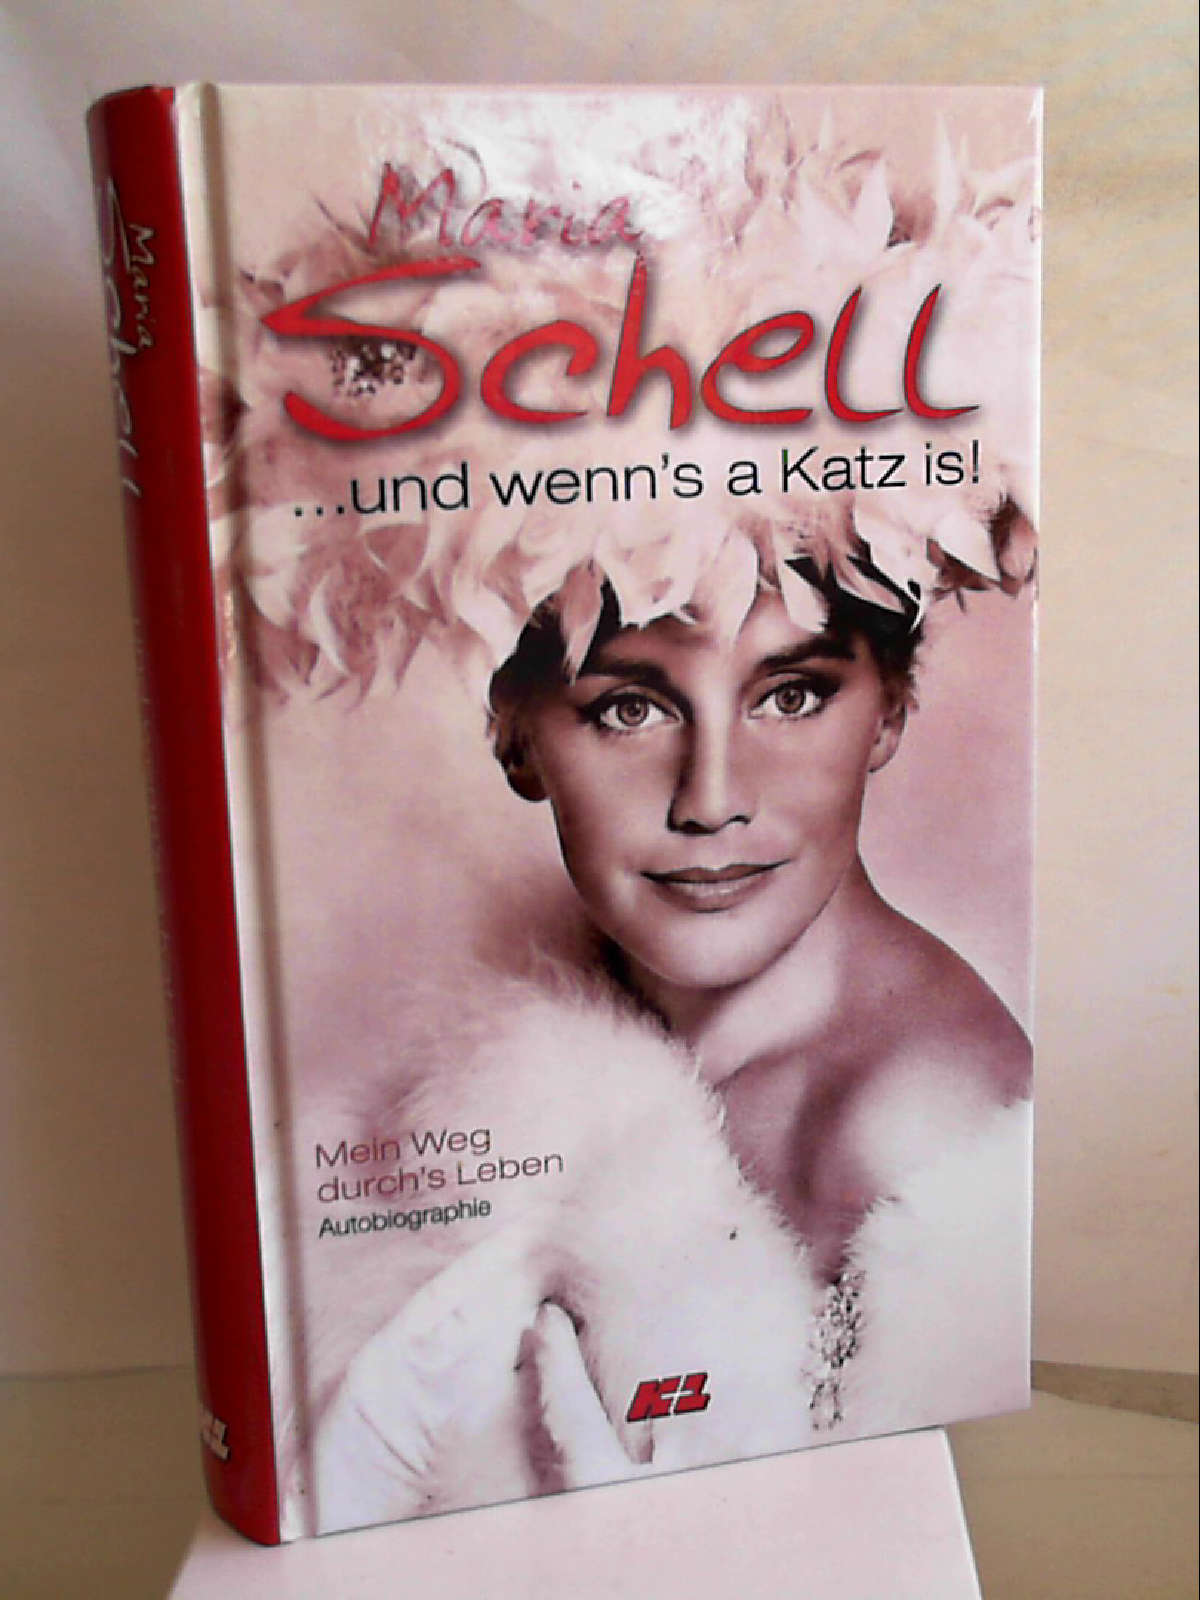 Maria
Schell
...und wenn's a Katz is!
Mein Weg
durch's Leben
Autobiographie
K+L
Maria
Schell